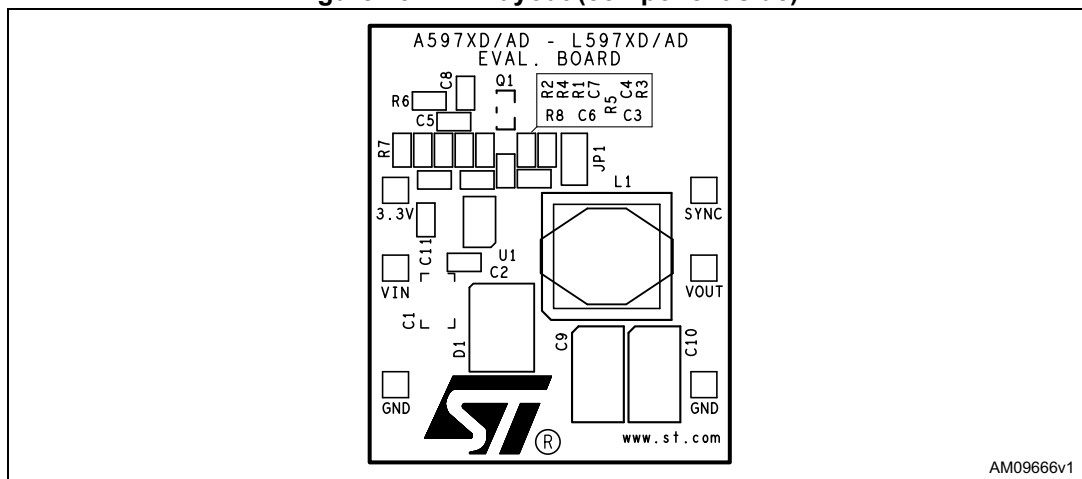 A597XD/AD - L597XD/AD
EVAL. BOARD
C8
Q1
R2
R4
R1
C7
R5
C4
R3
R6
C5
R8 C6 C3
R7
JP1
L1
3.3V
SYNC
C11
U1
C2
VIN
VOUT
C1
D1
C9
C10
GND
GND
ST
®
www.st.com
AM09666v1